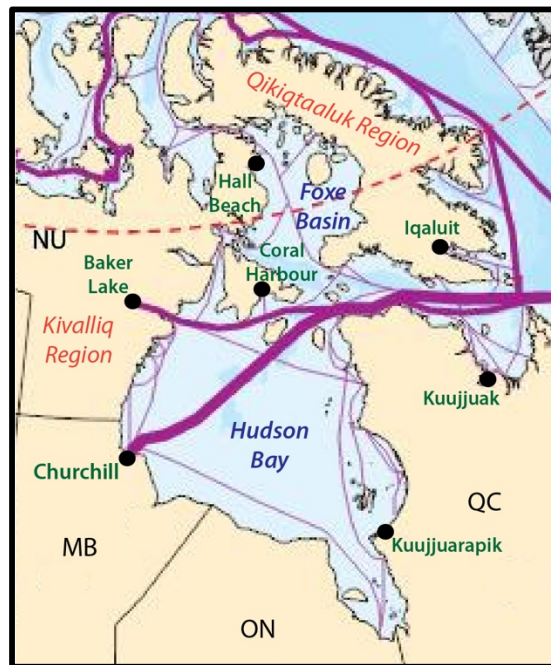 Qikiqtaaluk Region
Hall
Beach
Foxe
Basin
Iqaluit
NU
Coral
Harbour
Baker
Lake
Kivalliq
Region
Kuujjuak
Hudson
Bay
Churchill
QC
MB
Kuujjuarapik
ON